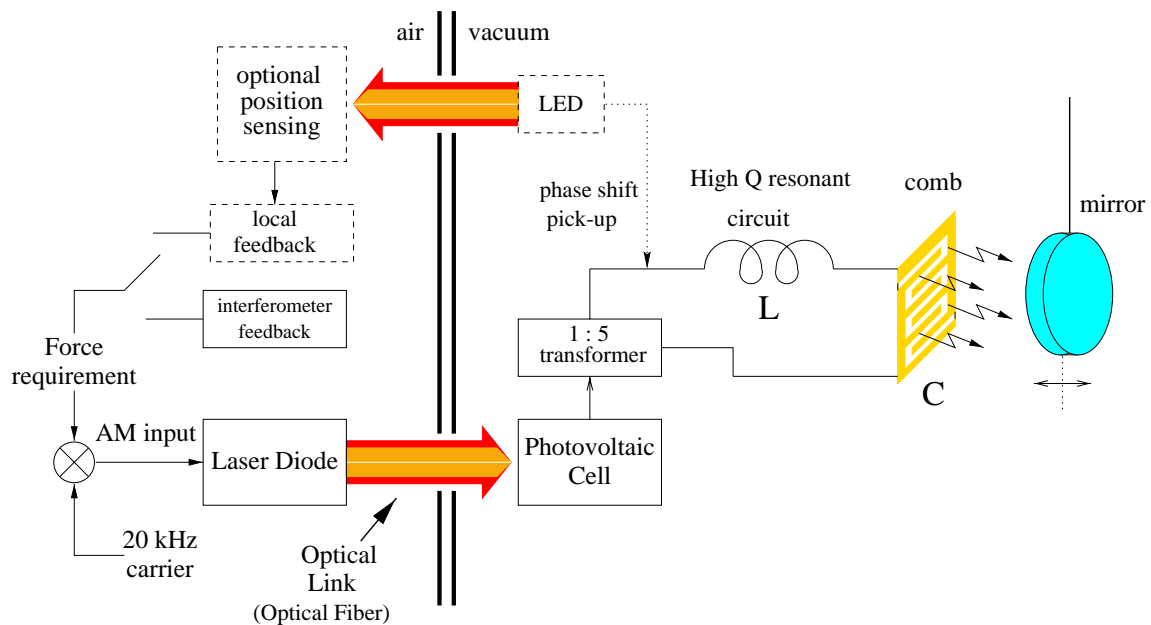 air
vacuum
optional
position
sensing
LED
phase shift
pick-up
High Q resonant
circuit
comb
mirror
local
feedback
interferometer
feedback
L
1 : 5
transformer
C
Force
requirement
AM input
Laser Diode
Photovoltaic
Cell
20 kHz
carrier
Optical
Link
(Optical Fiber)